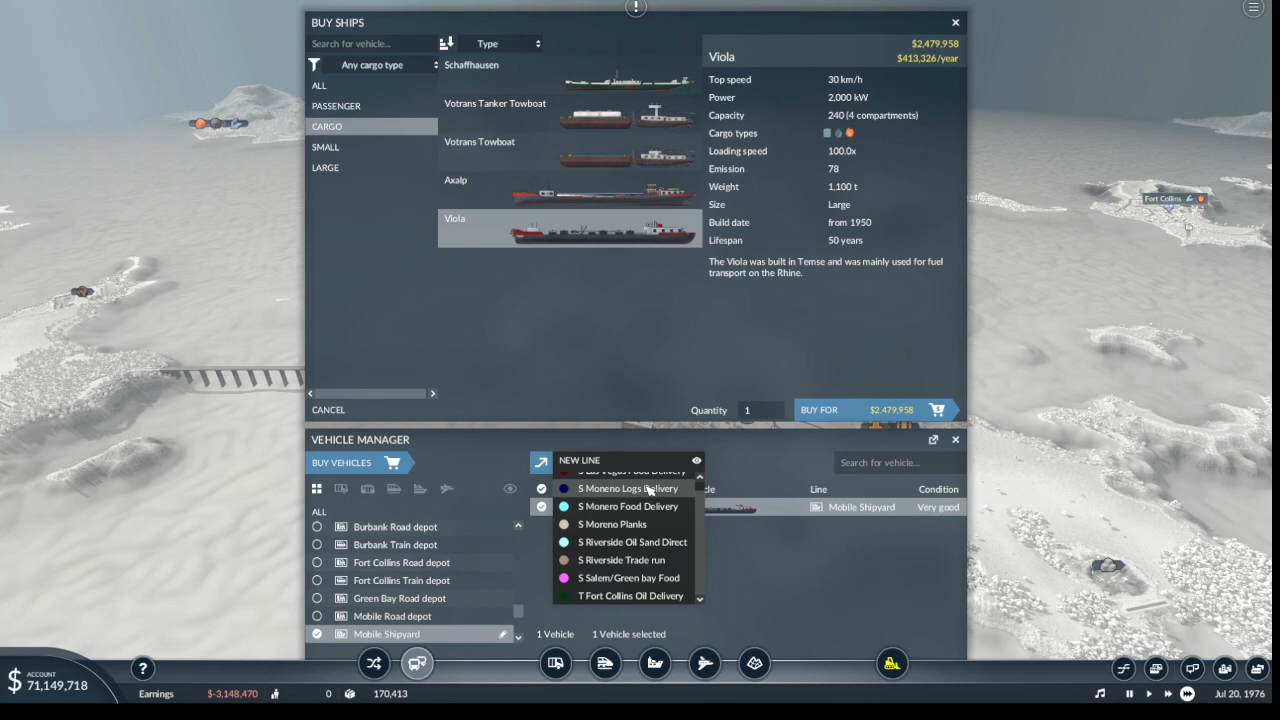 BUY SHIPS
Search for vehicle...
Type
Any cargo type
ALL
PASSENGER
CARGO
SMALL
LARGE
Schaffhausen
Votrans Tanker Towboat
Votrans Towboat
Axalp
Viola
Viola
$2,479,958
$413,326/year
Top speed 30 km/h
Power 2,000 kW
Capacity 240 (4 compartments)
Cargo types
Loading speed 100.0x
Emission 78
Weight 1,100 t
Size Large
Build date from 1950
Lifespan 50 years
The Viola was built in Temse and was mainly used for fuel
transport on the Rhine.
CANCEL
Quantity 1
BUY FOR $2,479,958
Fort Collins
VEHICLE MANAGER
BUY VEHICLES
Search for vehicle...
ALL
Burbank Road depot
Burbank Train depot
Fort Collins Road depot
Fort Collins Train depot
Green Bay Road depot
Mobile Road depot
Mobile Shipyard
NEW LINE
S Las Vegas Food Delivery
S Moneno Logs Delivery
S Monero Food Delivery
S Moreno Planks
S Riverside Oil Sand Direct
S Riverside Trade run
S Salem/Green bay Food
T Fort Collins Oil Delivery
Line Condition
Mobile Shipyard Very good
1 Vehicle 1 Vehicle selected
$ ACCOUNT
71,149,718
?
Earnings $-3,148,470 0 170,413
Jul 20, 1976